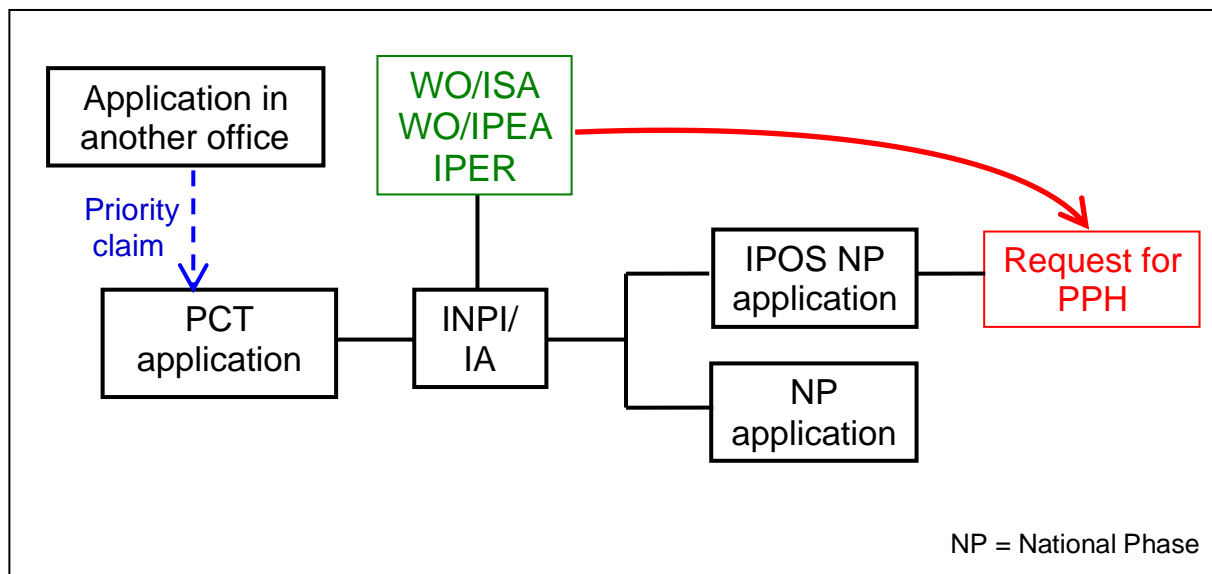 Application in
another office
WO/ISA
WO/IPEA
IPER
Priority
claim
PCT
application
INPI/
IA
IPOS NP
application
Request for
PPH
NP
application
NP = National Phase